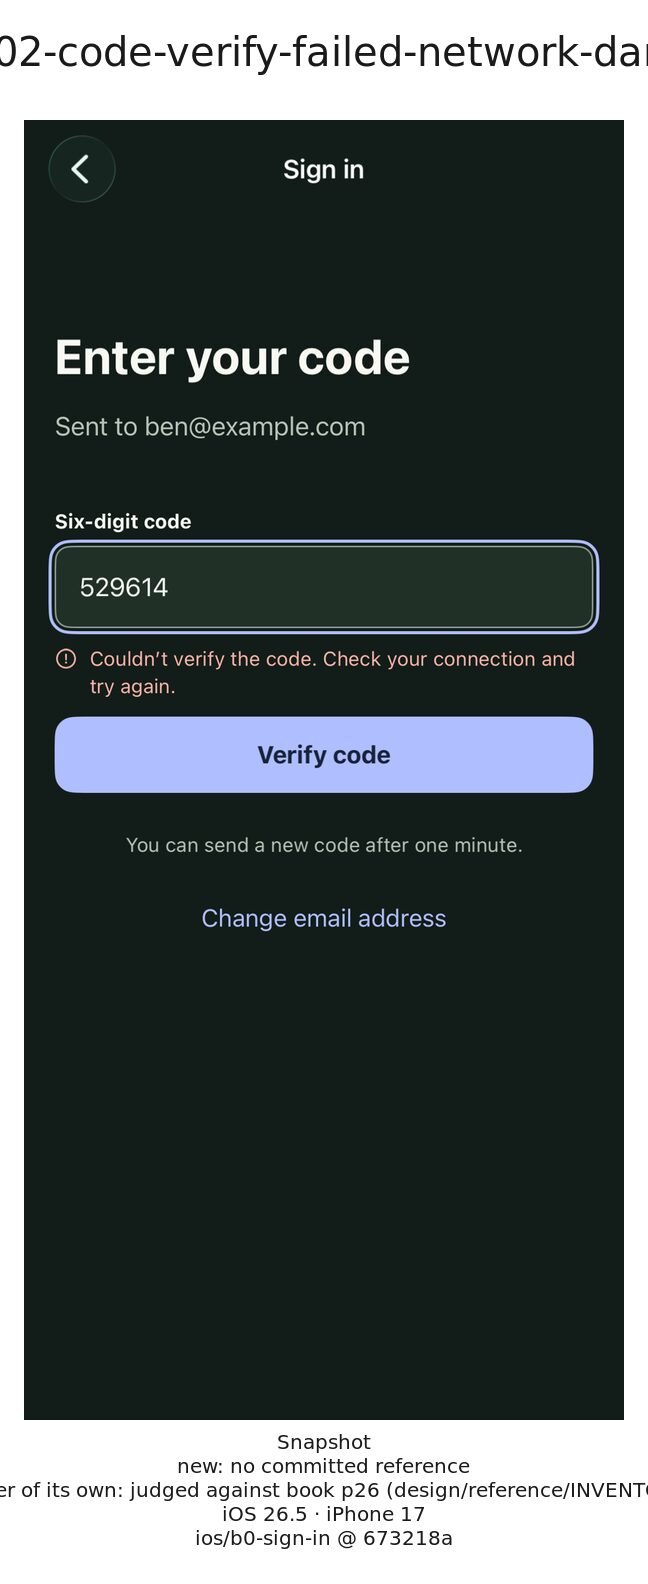 02-code-verify-failed-network-dar
Sign in
Enter your code
Sent to ben@example.com
Six-digit code
529614
Couldn’t verify the code. Check your connection and
try again.
Verify code
You can send a new code after one minute.
Change email address
Snapshot
new: no committed reference
er of its own: judged against book p26 (design/reference/INVENTO
iOS 26.5 · iPhone 17
ios/b0-sign-in @ 673218a